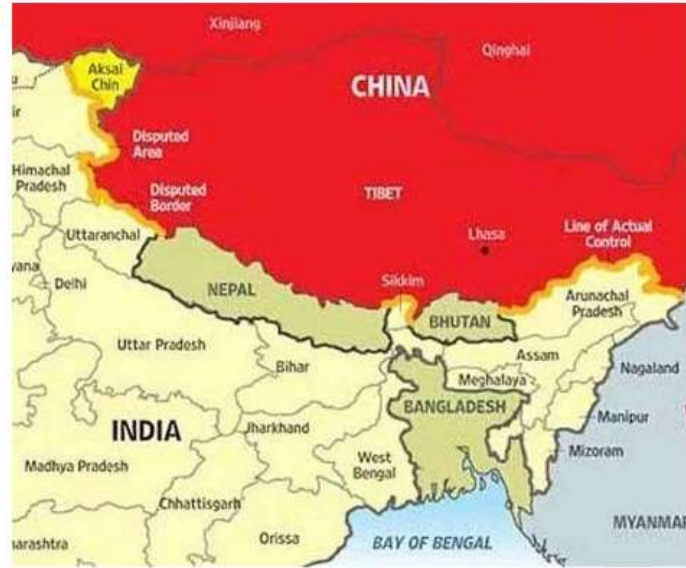 Xinjiang
Qinghai
Aksai
Chin
CHINA
Disputed
Area
Himachal
Pradesh
Disputed
Border
TIBET
Lhasa
Line of Actual
Control
Uttaranchal
Sikkim
NEPAL
Delhi
Arunachal
Pradesh
BHUTAN
Uttar Pradesh
Assam
Bihar
Nagaland
Meghalaya
BANGLADESH
Manipur
INDIA
Jharkhand
Mizoram
West
Bengal
Madhya Pradesh
Chhattisgarh
MYANMAR
Orissa
BAY OF BENGAL